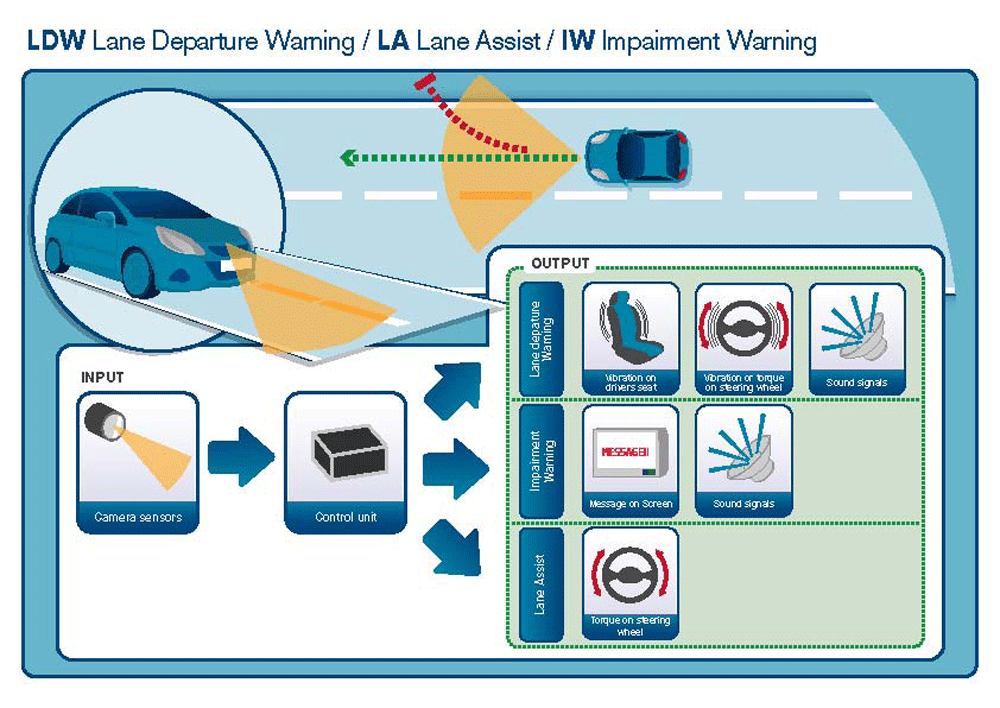 LDW Lane Departure Warning / LA Lane Assist / IW Impairment Warning
OUTPUT
Lane depature
Warning
Vibration on
drivers seat
Vibration or torque
on steering wheel
Sound signals
INPUT
Camera sensors
Control unit
Impairment
Warning
MESSAGE!!
Message on Screen
Sound signals
Lane Assist
Torque on steering
wheel